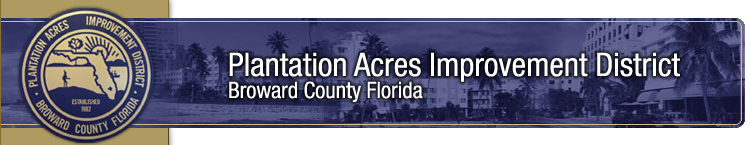 PLANTATION ACRES IMPROVEMENT DISTRICT
ESTABLISHED
1982
BROWARD COUNTY FLORIDA
Plantation Acres Improvement District
Broward County Florida